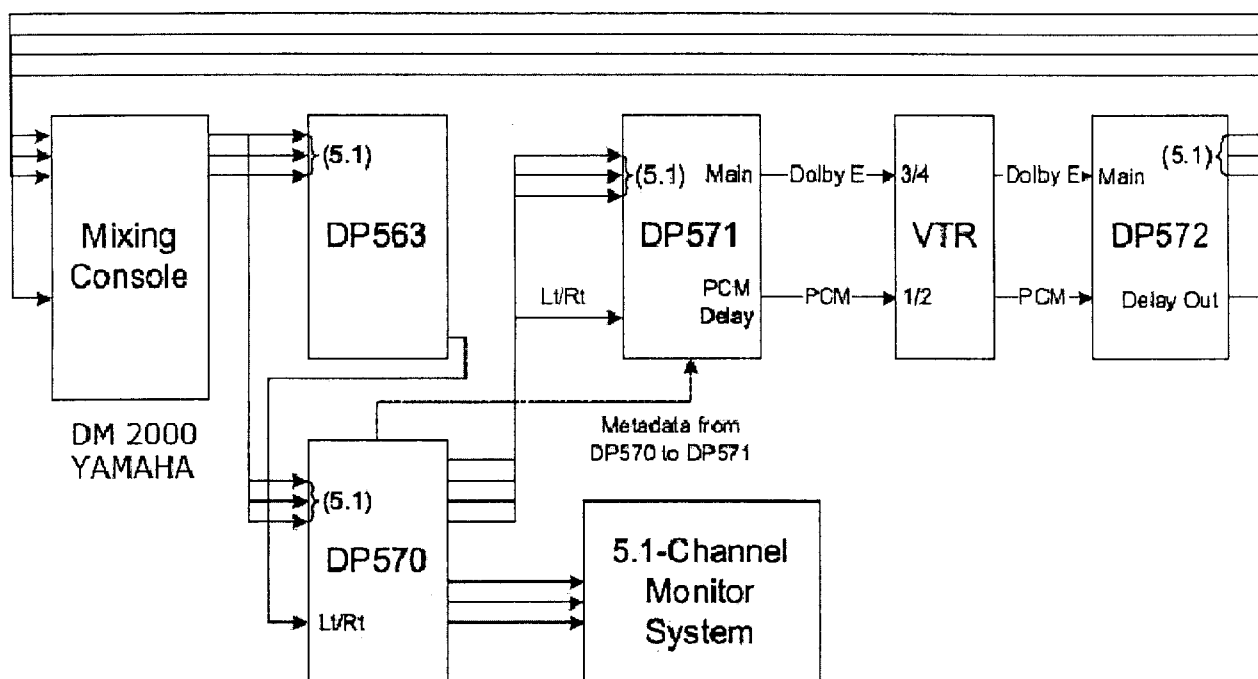 Mixing
Console
DM 2000
YAMAHA
(5.1)
DP563
(5.1)
DP570
Lt/Rt
Lt/Rt
(5.1)
Main
DP571
PCM
Delay
Metadata from
DP570 to DP571
5.1-Channel
Monitor
System
Dolby E
PCM
3/4
VTR
1/2
Dolby E
PCM
Main
(5.1)
DP572
Delay Out